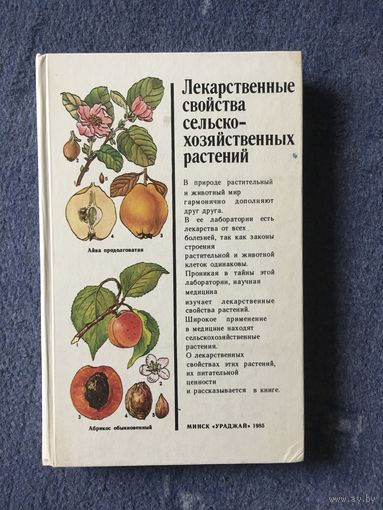 Лекарственные
свойства
сельско-
хозяйственных
растений
В природе растительный
и животный мир
гармонично дополняют
друг друга.
В ее лаборатории есть
лекарства от всех
болезней, так как законы
строения
растительной и животной
клеток одинаковы.
Проникая в тайны этой
лаборатории, научная
медицина
изучает лекарственные
свойства растений.
Широкое применение
в медицине находят
сельскохозяйственные
растения.
О лекарственных
свойствах этих растений,
их питательной
ценности
и рассказывается в книге.
МИНСК «УРАДЖАЙ» 1985
Айва продолговатая
Абрикос обыкновенный
www.ay.by